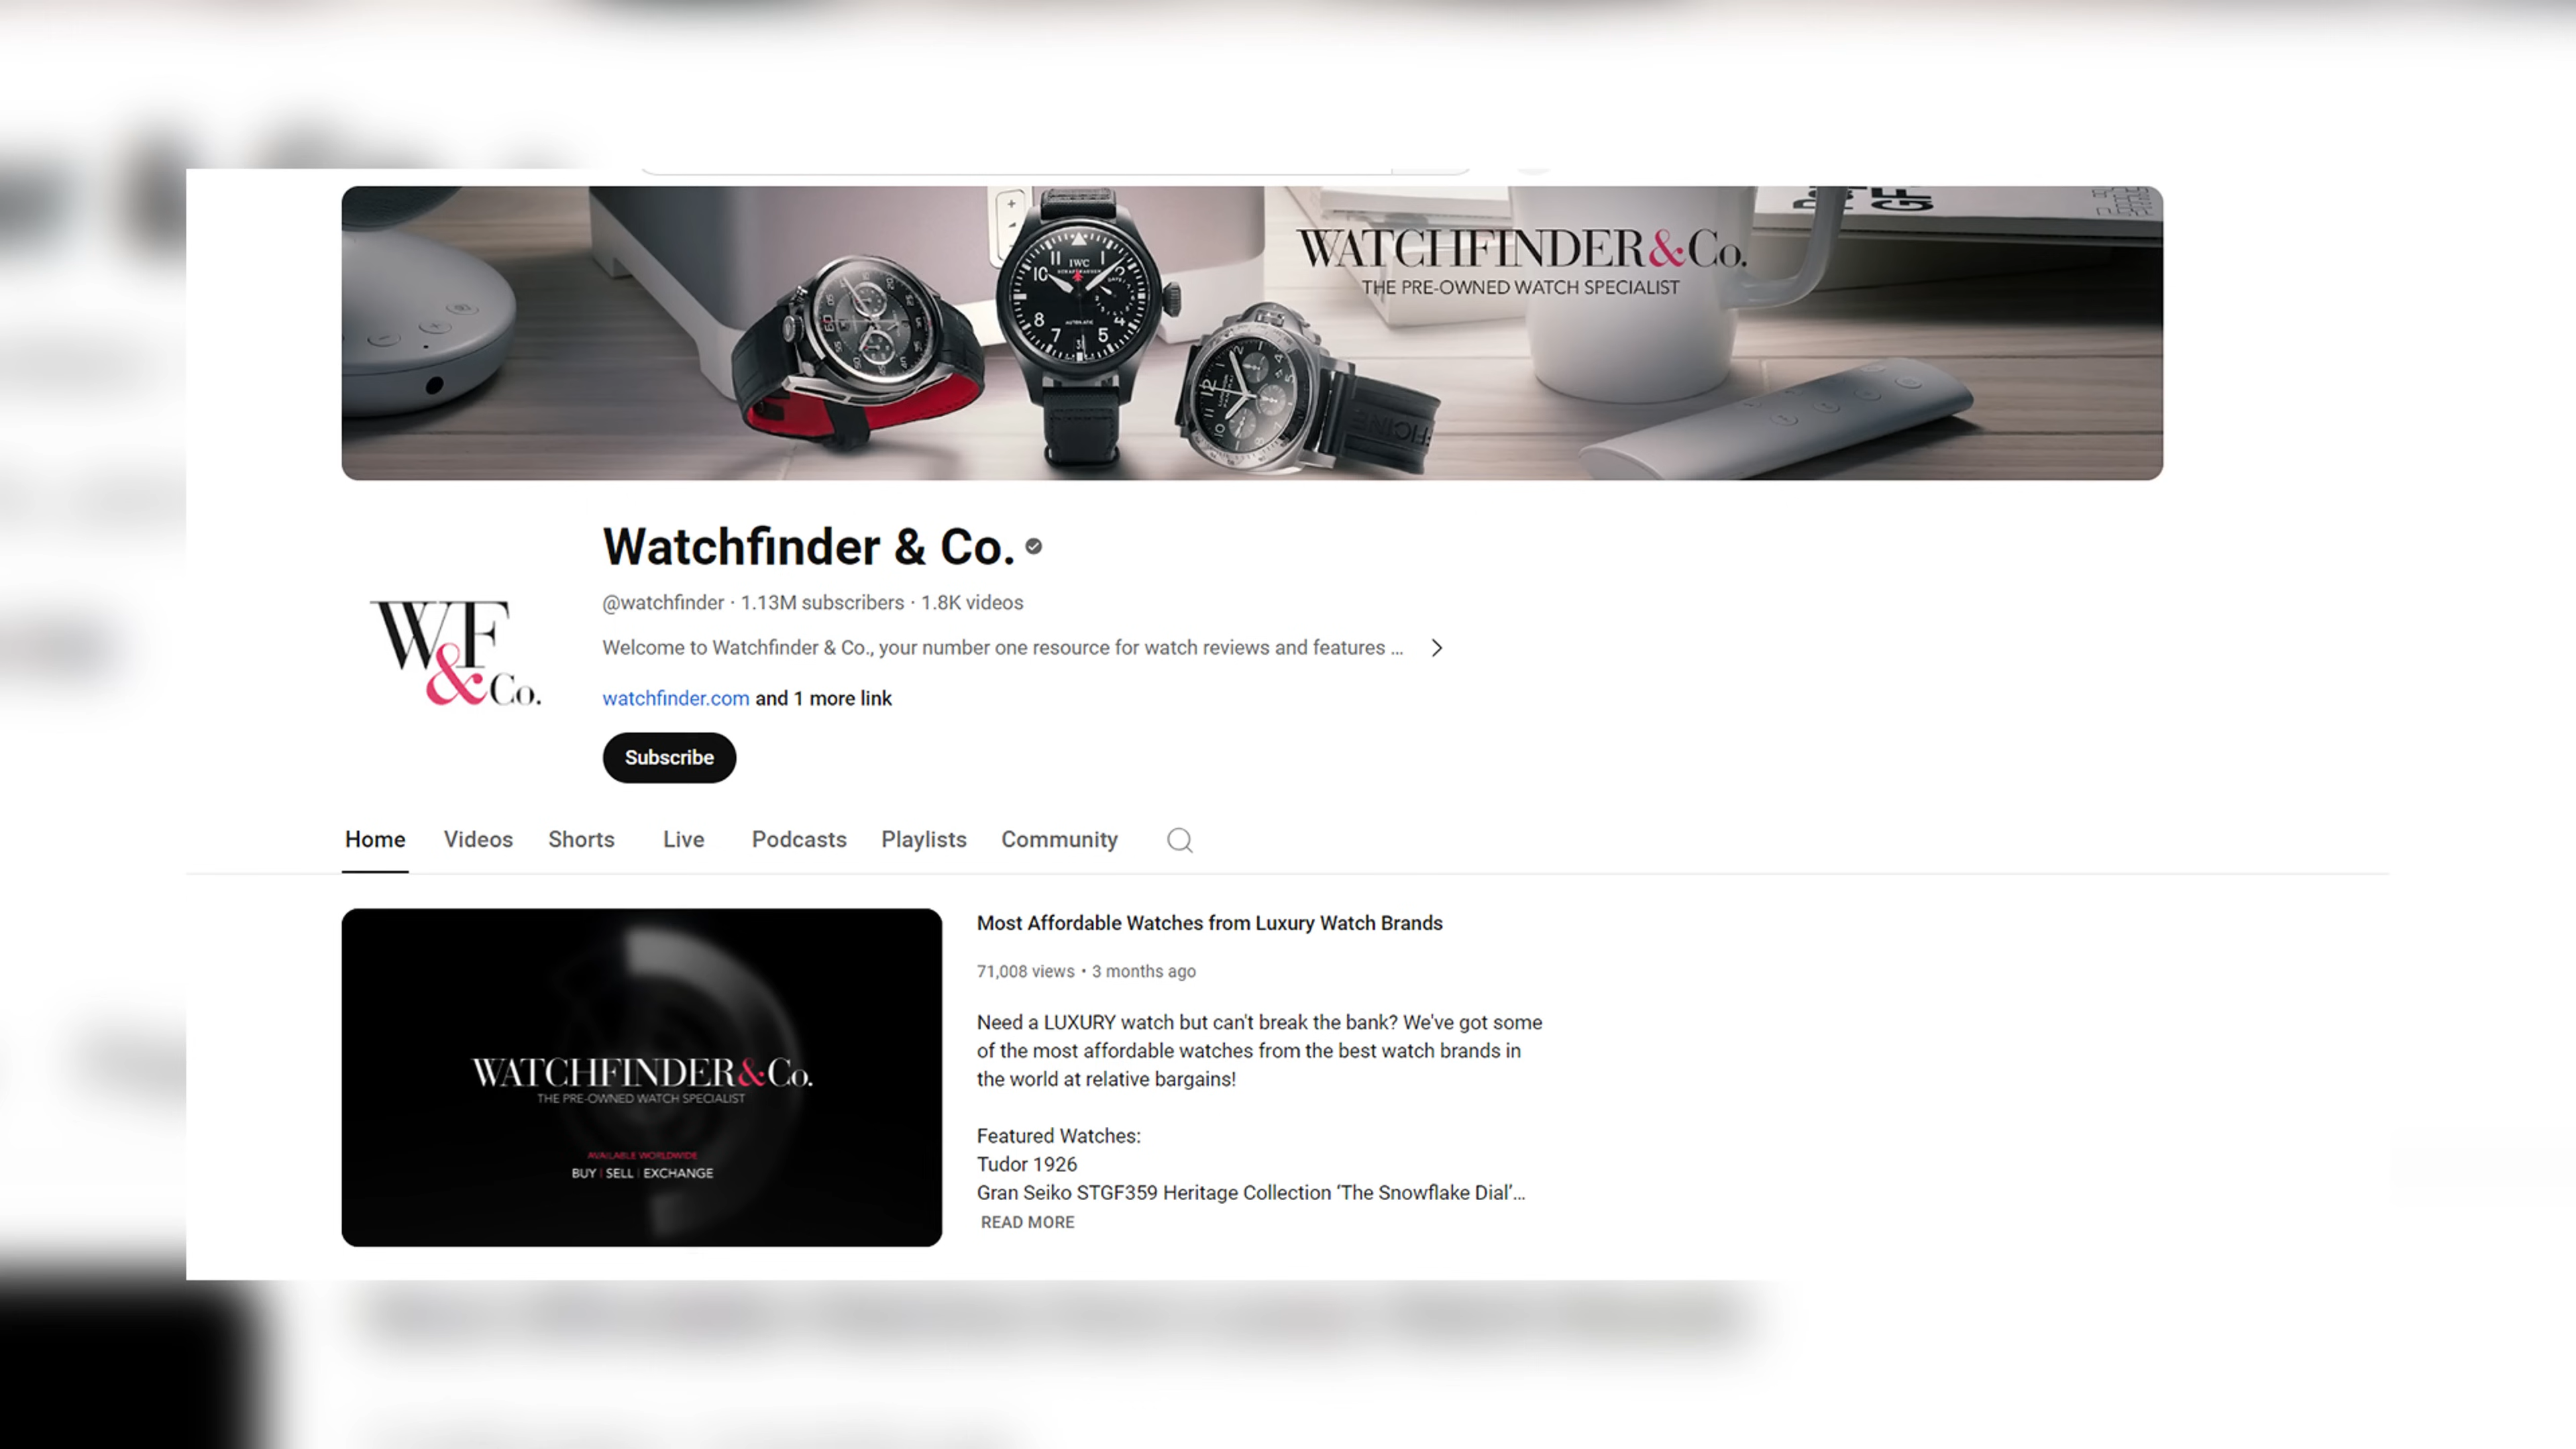 WATCHFINDER&Co.
THE PRE-OWNED WATCH SPECIALIST
IWC
OFFICINE
Watchfinder & Co.
@watchfinder · 1.13M subscribers · 1.8K videos
Welcome to Watchfinder & Co., your number one resource for watch reviews and features ...
watchfinder.com and 1 more link
WF
&Co.
Subscribe
Home Videos Shorts Live Podcasts Playlists Community
WATCHFINDER&Co.
THE PRE-OWNED WATCH SPECIALIST
AVAILABLE WORLDWIDE
BUY | SELL | EXCHANGE
Most Affordable Watches from Luxury Watch Brands
71,008 views • 3 months ago
Need a LUXURY watch but can't break the bank? We've got some
of the most affordable watches from the best watch brands in
the world at relative bargains!
Featured Watches:
Tudor 1926
Gran Seiko STGF359 Heritage Collection ‘The Snowflake Dial’...
READ MORE